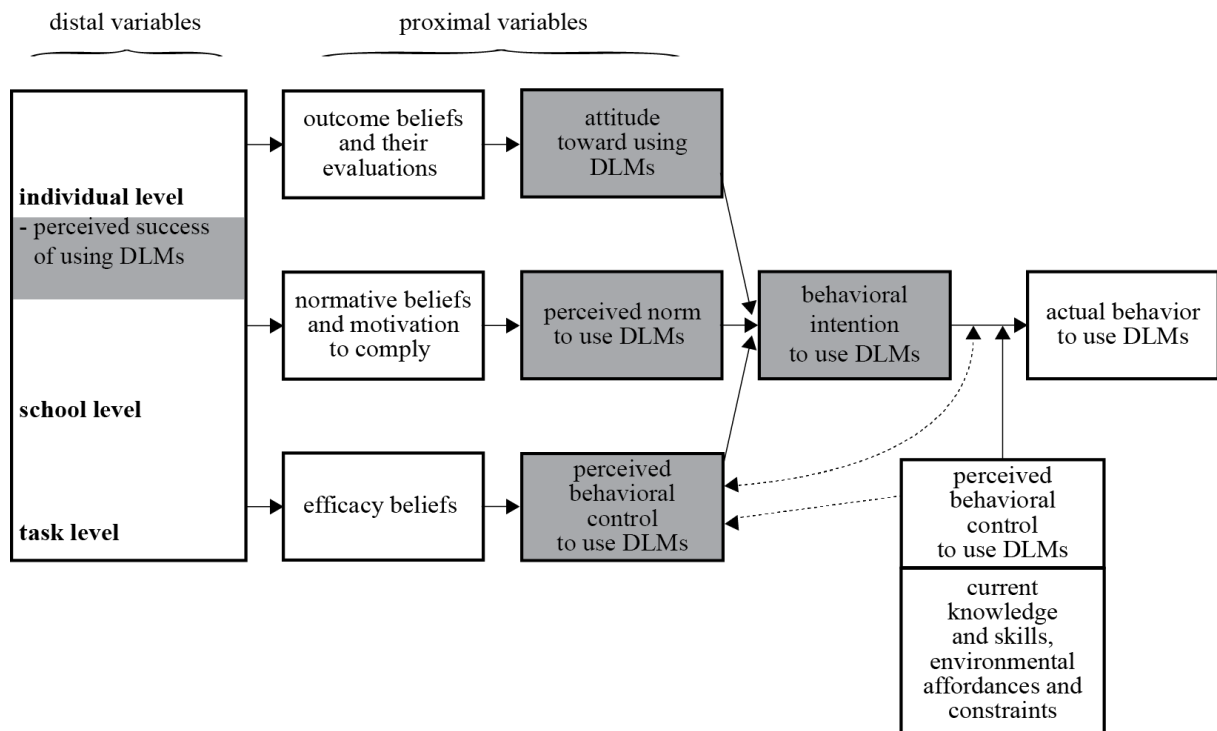 distal variables
proximal variables
individual level
- perceived success
of using DLMs
school level
task level
outcome beliefs
and their
evaluations
attitude
toward using
DLMs
normative beliefs
and motivation
to comply
perceived norm
to use DLMs
behavioral
intention
to use DLMs
actual behavior
to use DLMs
efficacy beliefs
perceived
behavioral
control
to use DLMs
perceived
behavioral
control
to use DLMs
current
knowledge
and skills,
environmental
affordances and
constraints